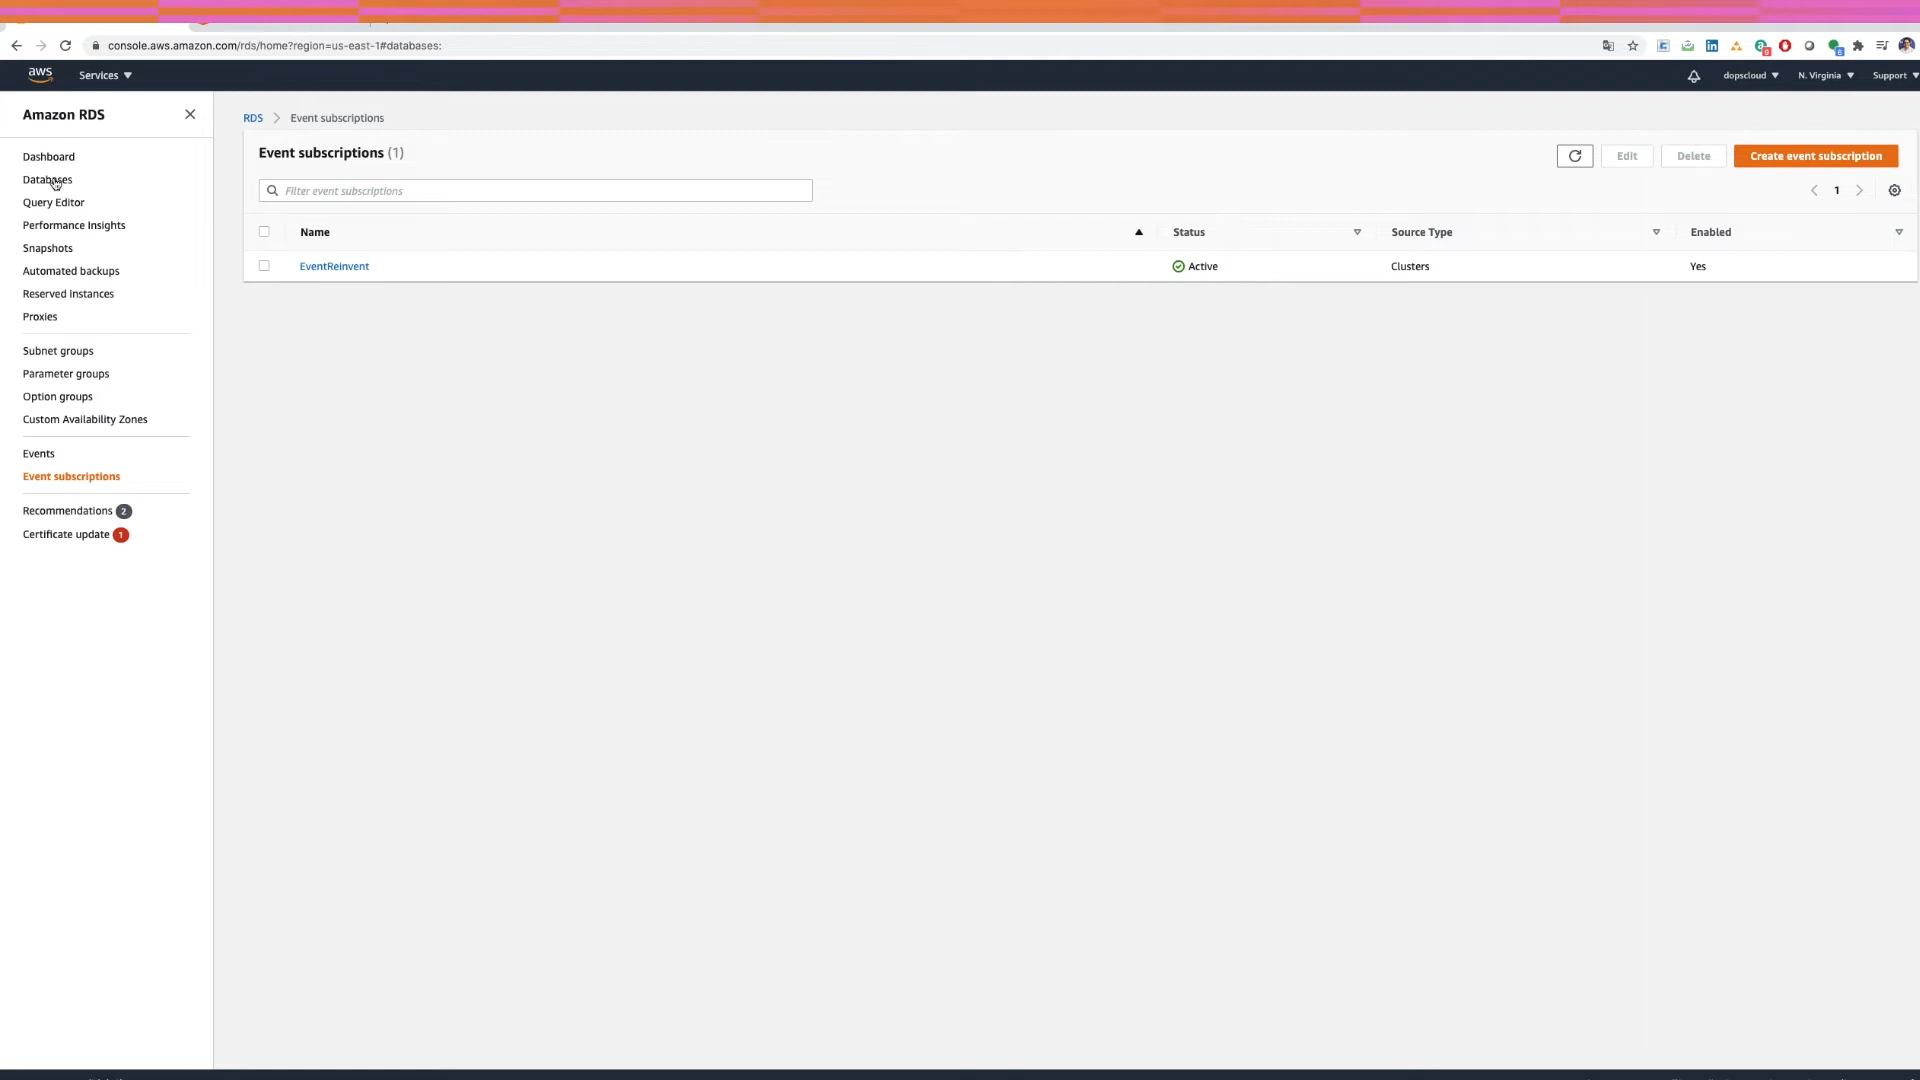 console.aws.amazon.com/rds/home?region=us-east-1#databases:
aws Services dopscloud N. Virginia Support
Amazon RDS
Dashboard
Databases
Query Editor
Performance Insights
Snapshots
Automated backups
Reserved instances
Proxies
Subnet groups
Parameter groups
Option groups
Custom Availability Zones
Events
Event subscriptions
Recommendations 2
Certificate update 1
RDS Event subscriptions
Event subscriptions (1)
Edit Delete Create event subscription
Filter event subscriptions
1
Name Status Source Type Enabled
EventReinvent Active Clusters Yes